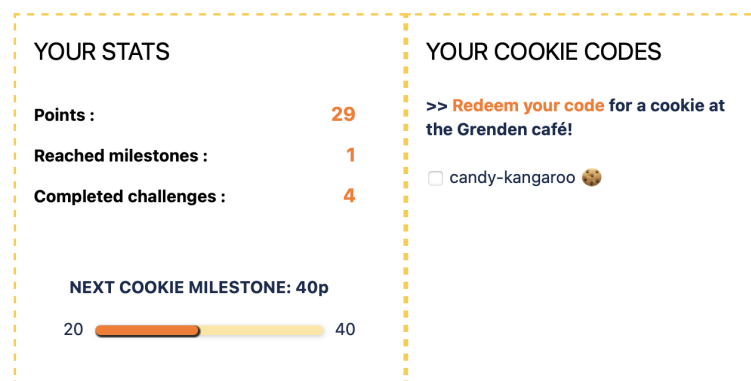 YOUR STATS
Points : 29
Reached milestones : 1
Completed challenges : 4
NEXT COOKIE MILESTONE: 40p
20 40
YOUR COOKIE CODES
>> Redeem your code for a cookie at
the Grenden café!
candy-kangaroo 🍪